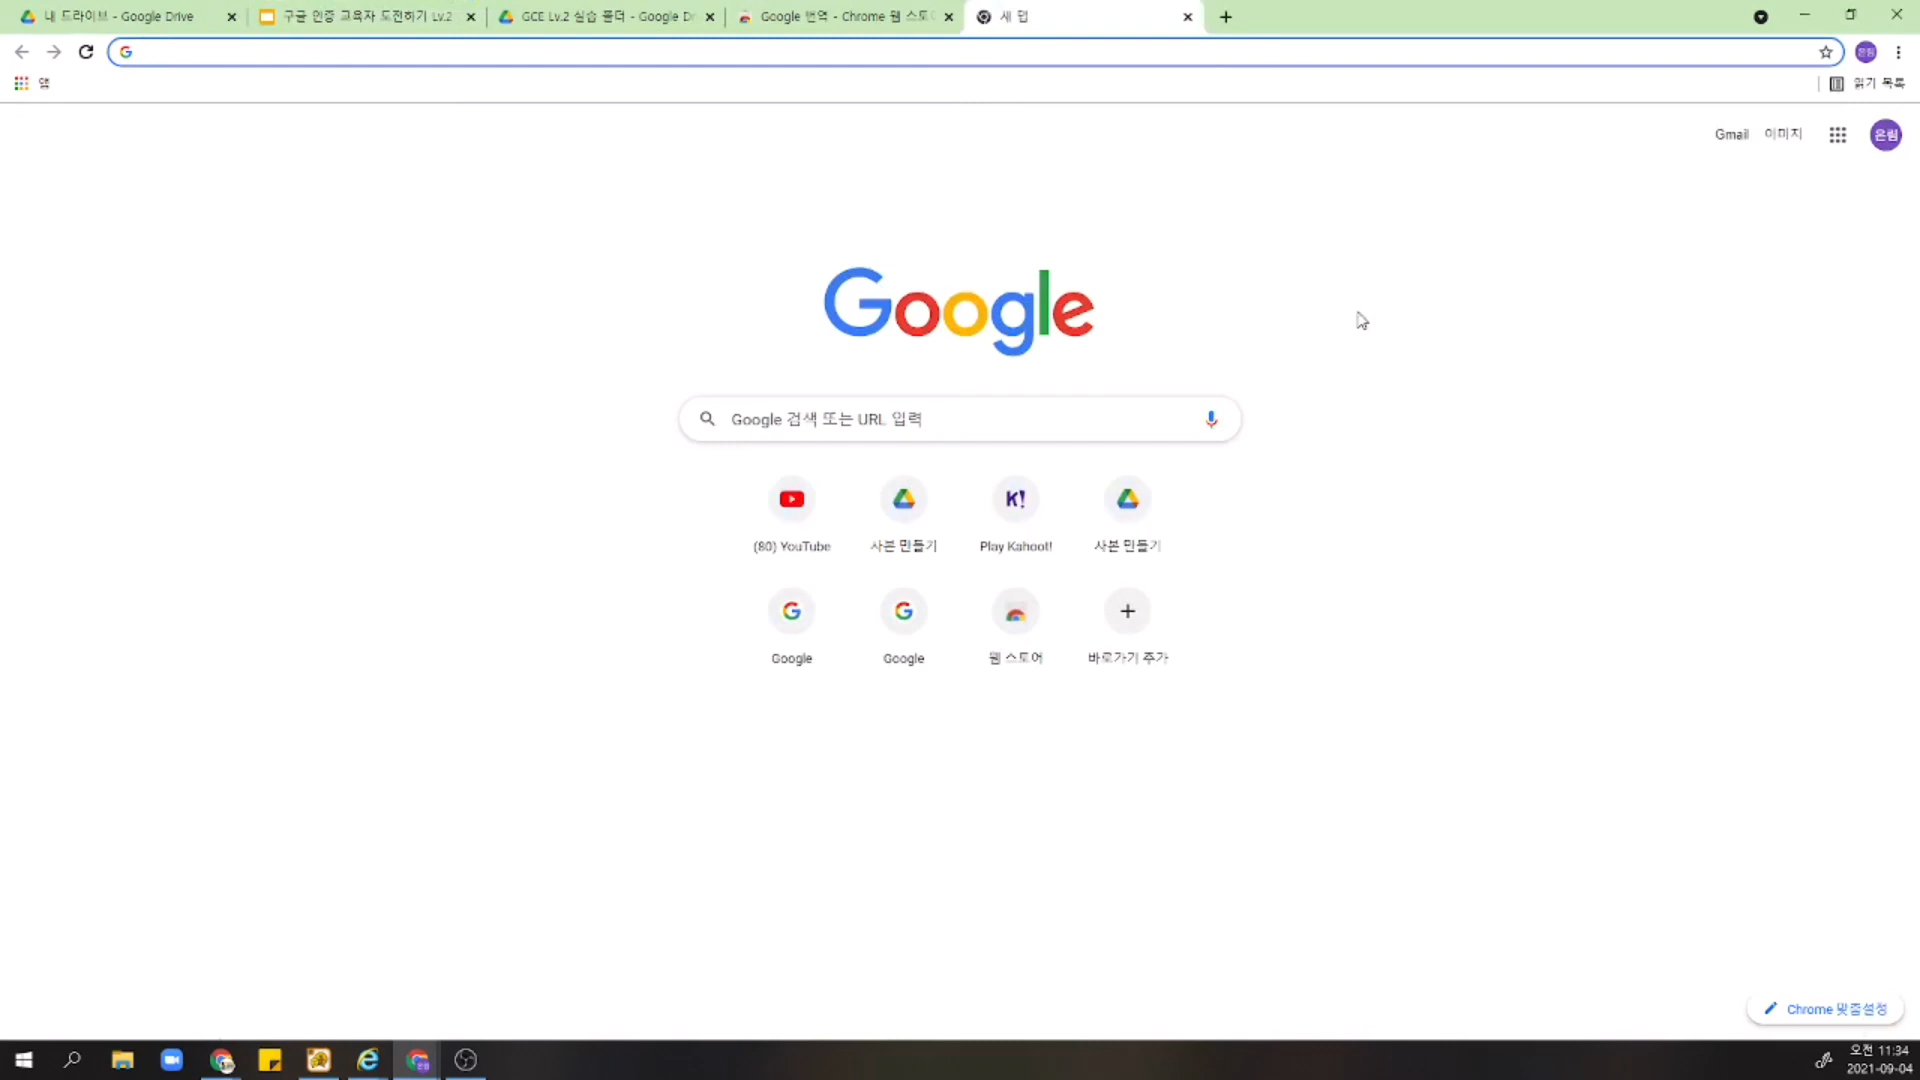 내 드라이브 - Google Drive
구글 인증 교육자 도전하기 Lv.2
GCE Lv.2 실습 폴더 - Google Dr
Google 번역 - Chrome 웹 스토어
새 탭
앱
읽기 목록
Gmail 이미지
은림
Google
Google 검색 또는 URL 입력
(80) YouTube
사본 만들기
K!
Play Kahoot!
사본 만들기
Google
Google
웹 스토어
바로가기 추가
Chrome 맞춤설정
오전 11:34
2021-09-04